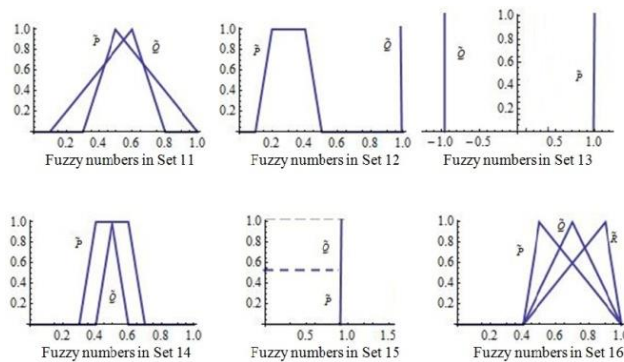 1.0 0.8 0.6 0.4 0.2 P̃ Q̃ 0.2 0.4 0.6 0.8 1.0
Fuzzy numbers in Set 11
1.0 0.8 0.6 0.4 0.2 P̃ Q̃ 0.2 0.4 0.6 0.8 1.0
Fuzzy numbers in Set 12
1.0 0.8 0.6 0.4 0.2 Q̃ P̃ −1.0 −0.5 0.0 0.5 1.0
Fuzzy numbers in Set 13
1.0 0.8 0.6 0.4 0.2 P̃ Q̃ 0.2 0.4 0.6 0.8 1.0
Fuzzy numbers in Set 14
1.0 0.8 0.6 0.4 0.2 Q̃ P̃ 0.0 0.5 1.0 1.5
Fuzzy numbers in Set 15
1.0 0.8 0.6 0.4 0.2 P̃ Q̃ R̃ 0.2 0.4 0.6 0.8 1.0
Fuzzy numbers in Set 16